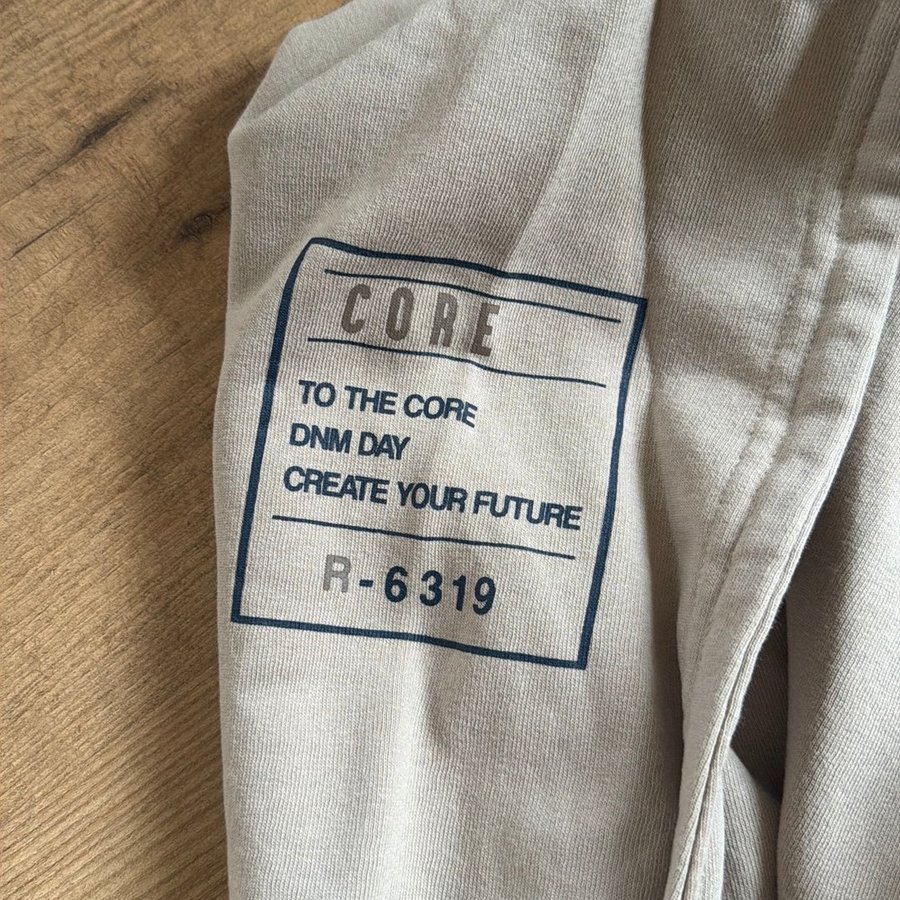 CORE
TO THE CORE
DNM DAY
CREATE YOUR FUTURE
R-6319